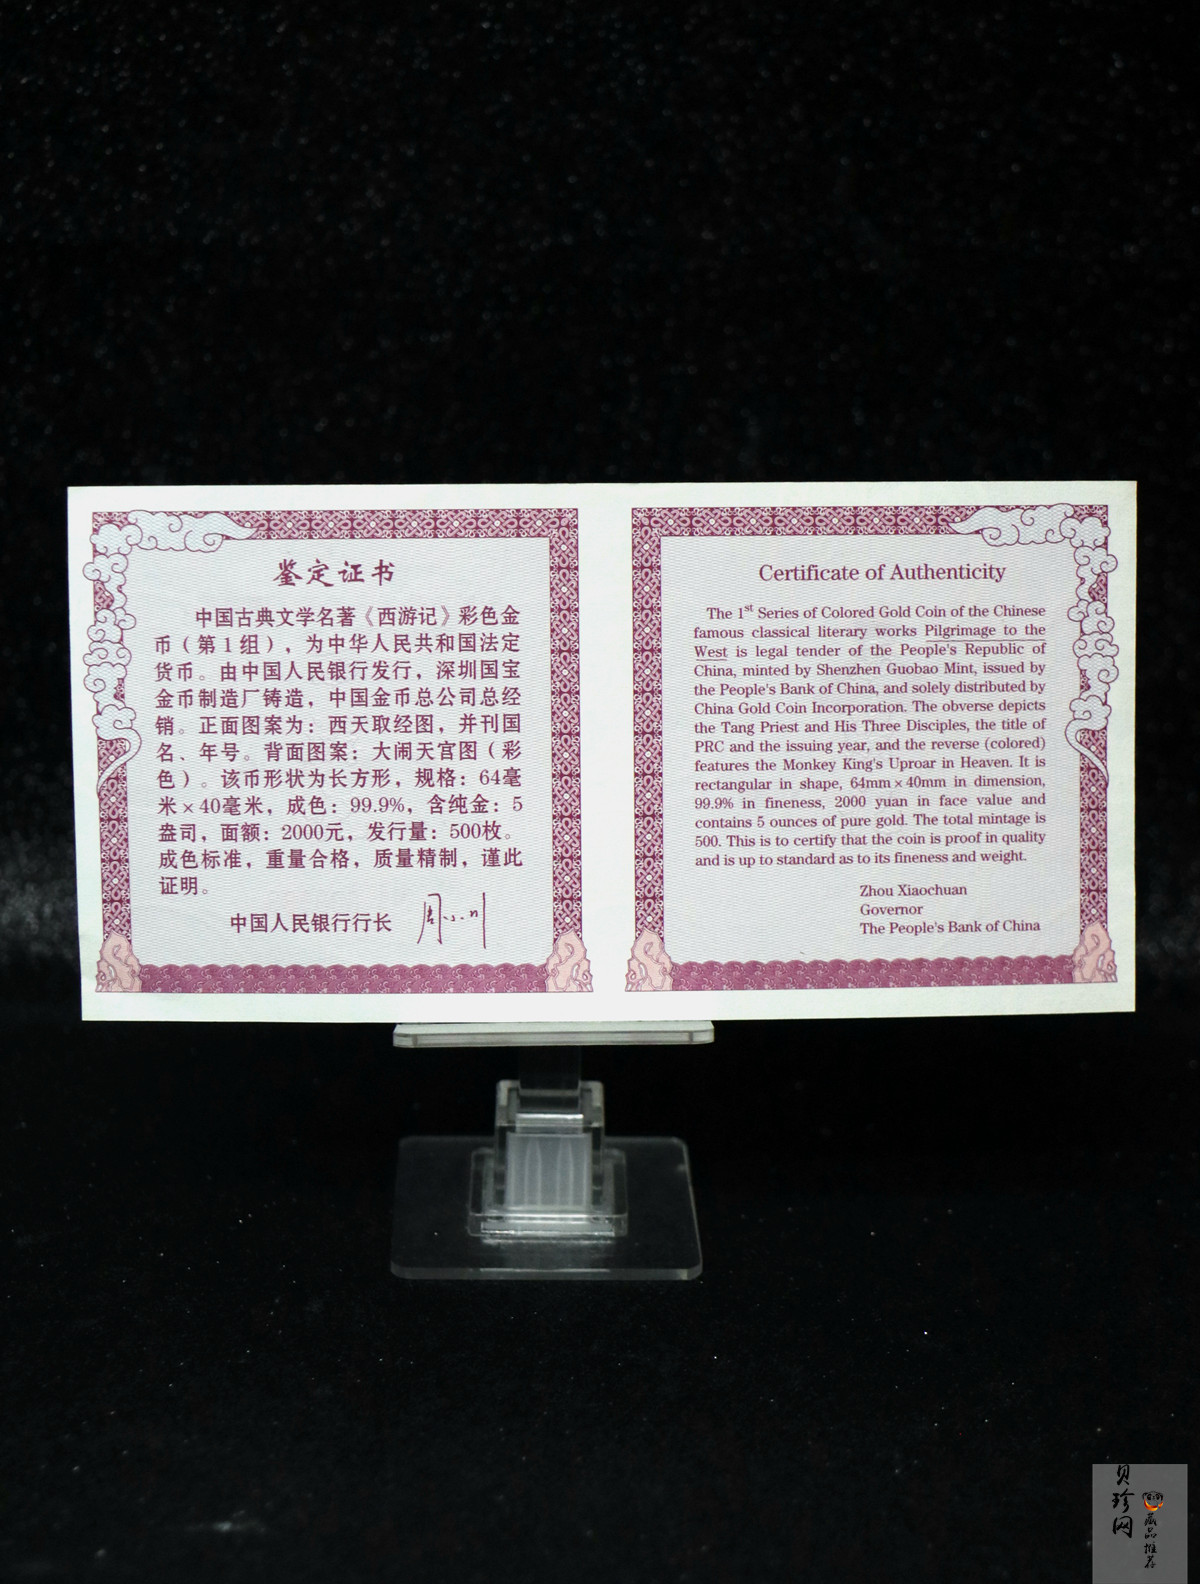 鉴定证书
中国古典文学名著《西游记》彩色金
币（第1组），为中华人民共和国法定
货币。由中国人民银行发行，深圳国宝
金币制造厂铸造，中国金币总公司总经
销。正面图案为：西天取经图，并刊国
名、年号。背面图案：大闹天宫图（彩
色）。该币形状为长方形，规格：64毫
米×40毫米，成色：99.9%，含纯金：5
盎司，面额：2000元，发行量：500枚。
成色标准，重量合格，质量精制，谨此
证明。
中国人民银行行长 周小川
Certificate of Authenticity
The 1st Series of Colored Gold Coin of the Chinese
famous classical literary works Pilgrimage to the
West is legal tender of the People's Republic of
China, minted by Shenzhen Guobao Mint, issued by
the People's Bank of China, and solely distributed by
China Gold Coin Incorporation. The obverse depicts
the Tang Priest and His Three Disciples, the title of
PRC and the issuing year, and the reverse (colored)
features the Monkey King's Uproar in Heaven. It is
rectangular in shape, 64mm×40mm in dimension,
99.9% in fineness, 2000 yuan in face value and
contains 5 ounces of pure gold. The total mintage is
500. This is to certify that the coin is proof in quality
and is up to standard as to its fineness and weight.
Zhou Xiaochuan
Governor
The People's Bank of China
贝珍网
藏品推荐